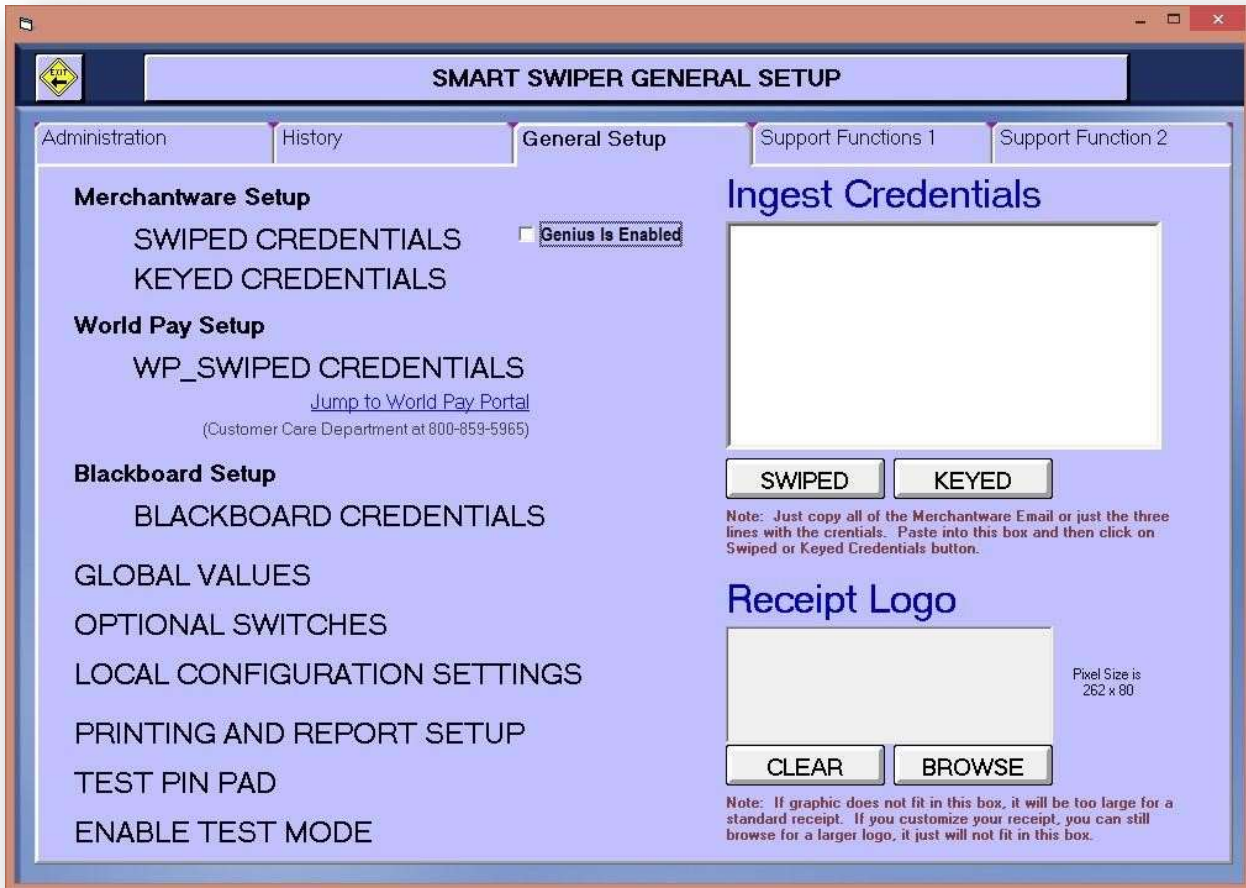 EXIT
SMART SWIPER GENERAL SETUP
Administration
History
General Setup
Support Functions 1
Support Function 2
Merchantware Setup
SWIPED CREDENTIALS
Genius Is Enabled
KEYED CREDENTIALS
World Pay Setup
WP_SWIPED CREDENTIALS
Jump to World Pay Portal
(Customer Care Department at 800-859-5965)
Blackboard Setup
BLACKBOARD CREDENTIALS
GLOBAL VALUES
OPTIONAL SWITCHES
LOCAL CONFIGURATION SETTINGS
PRINTING AND REPORT SETUP
TEST PIN PAD
ENABLE TEST MODE
Ingest Credentials
SWIPED
KEYED
Note: Just copy all of the Merchantware Email or just the three
lines with the crentials. Paste into this box and then click on
Swiped or Keyed Credentials button.
Receipt Logo
Pixel Size is
262 x 80
CLEAR
BROWSE
Note: If graphic does not fit in this box, it will be too large for a
standard receipt. If you customize your receipt, you can still
browse for a larger logo, it just will not fit in this box.